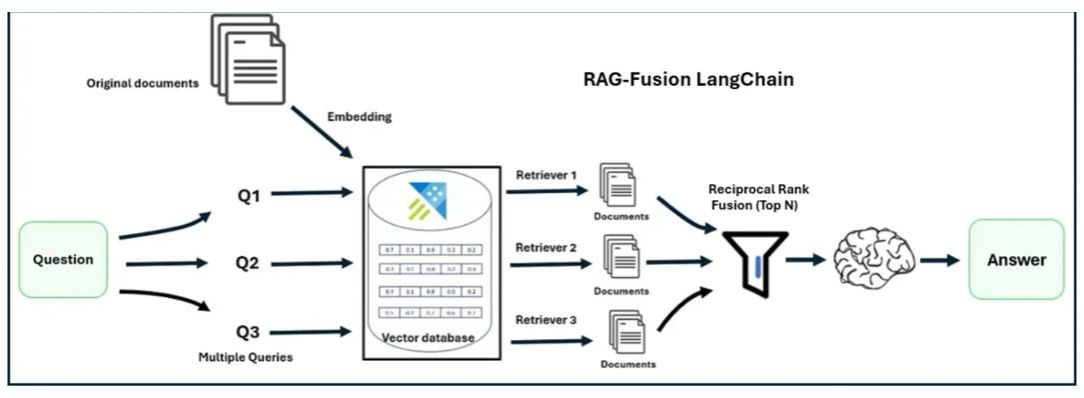 RAG-Fusion LangChain
Original documents
Embedding
Question
Q1
Q2
Q3
Multiple Queries
Vector database
Retriever 1
Documents
Retriever 2
Documents
Retriever 3
Documents
Reciprocal Rank
Fusion (Top N)
Answer